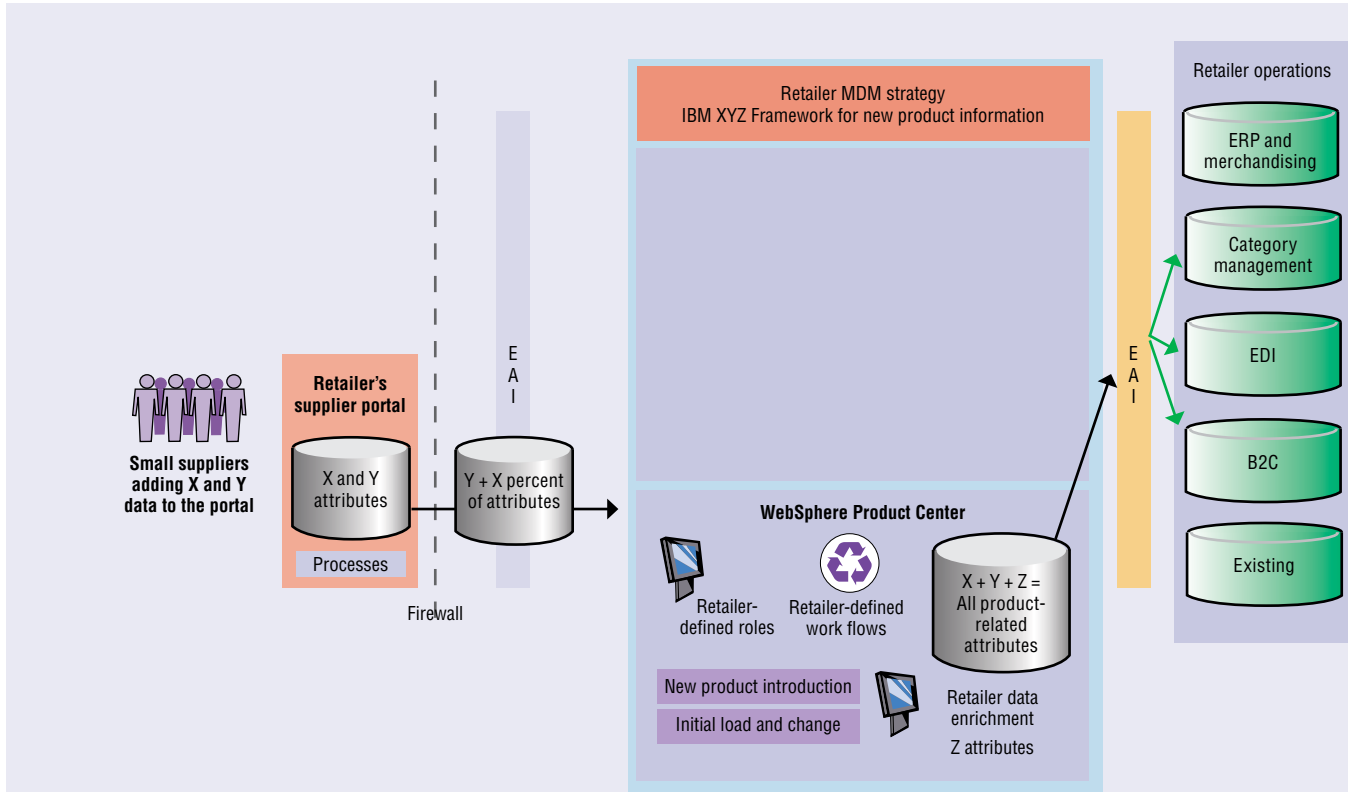 Retailer operations
Retailer MDM strategy
IBM XYZ Framework for new product information
ERP and
merchandising
Category
management
EDI
B2C
Existing
E
A
I
E
A
I
Retailer's
supplier portal
X and Y
attributes
Processes
Small suppliers
adding X and Y
data to the portal
Y + X percent
of attributes
Firewall
WebSphere Product Center
Retailer-
defined roles
Retailer-defined
work flows
X + Y + Z =
All product-
related
attributes
New product introduction
Initial load and change
Retailer data
enrichment
Z attributes